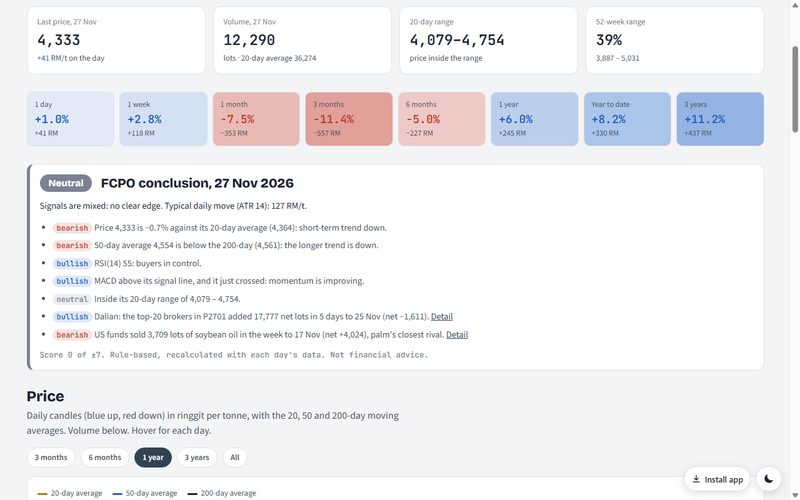 Last price, 27 Nov
4,333
+41 RM/t on the day
Volume, 27 Nov
12,290
lots · 20-day average 36,274
20-day range
4,079–4,754
price inside the range
52-week range
39%
3,887 – 5,031
1 day
+1.0%
+41 RM
1 week
+2.8%
+118 RM
1 month
-7.5%
−353 RM
3 months
-11.4%
−557 RM
6 months
-5.0%
−227 RM
1 year
+6.0%
+245 RM
Year to date
+8.2%
+330 RM
3 years
+11.2%
+437 RM
Neutral FCPO conclusion, 27 Nov 2026
Signals are mixed: no clear edge. Typical daily move (ATR 14): 127 RM/t.
• bearish Price 4,333 is −0.7% against its 20-day average (4,364): short-term trend down.
• bearish 50-day average 4,554 is below the 200-day (4,561): the longer trend is down.
• bullish RSI(14) 55: buyers in control.
• bullish MACD above its signal line, and it just crossed: momentum is improving.
• neutral Inside its 20-day range of 4,079 – 4,754.
• bullish Dalian: the top-20 brokers in P2701 added 17,777 net lots in 5 days to 25 Nov (net −1,611). Detail
• bearish US funds sold 3,709 lots of soybean oil in the week to 17 Nov (net +4,024), palm's closest rival. Detail
Score 0 of ±7. Rule-based, recalculated with each day's data. Not financial advice.
Price
Daily candles (blue up, red down) in ringgit per tonne, with the 20, 50 and 200-day moving
averages. Volume below. Hover for each day.
3 months
6 months
1 year
3 years
All
Install app
20-day average
50-day average
200-day average